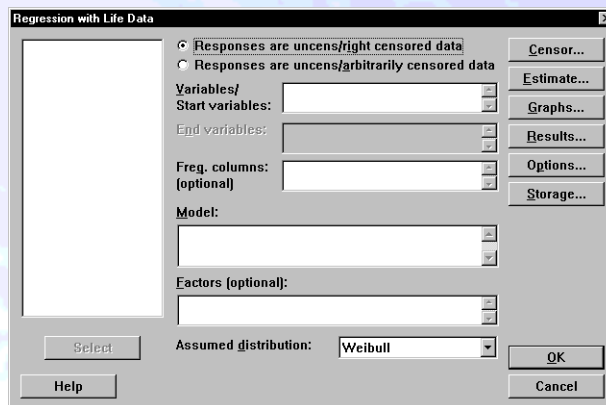 Regression with Life Data
Responses are uncens/right censored data
Responses are uncens/arbitrarily censored data
Variables/
Start variables:
End variables:
Freq. columns:
(optional)
Model:
Factors (optional):
Assumed distribution: Weibull
Select
Help
Censor...
Estimate...
Graphs...
Results...
Options...
Storage...
OK
Cancel